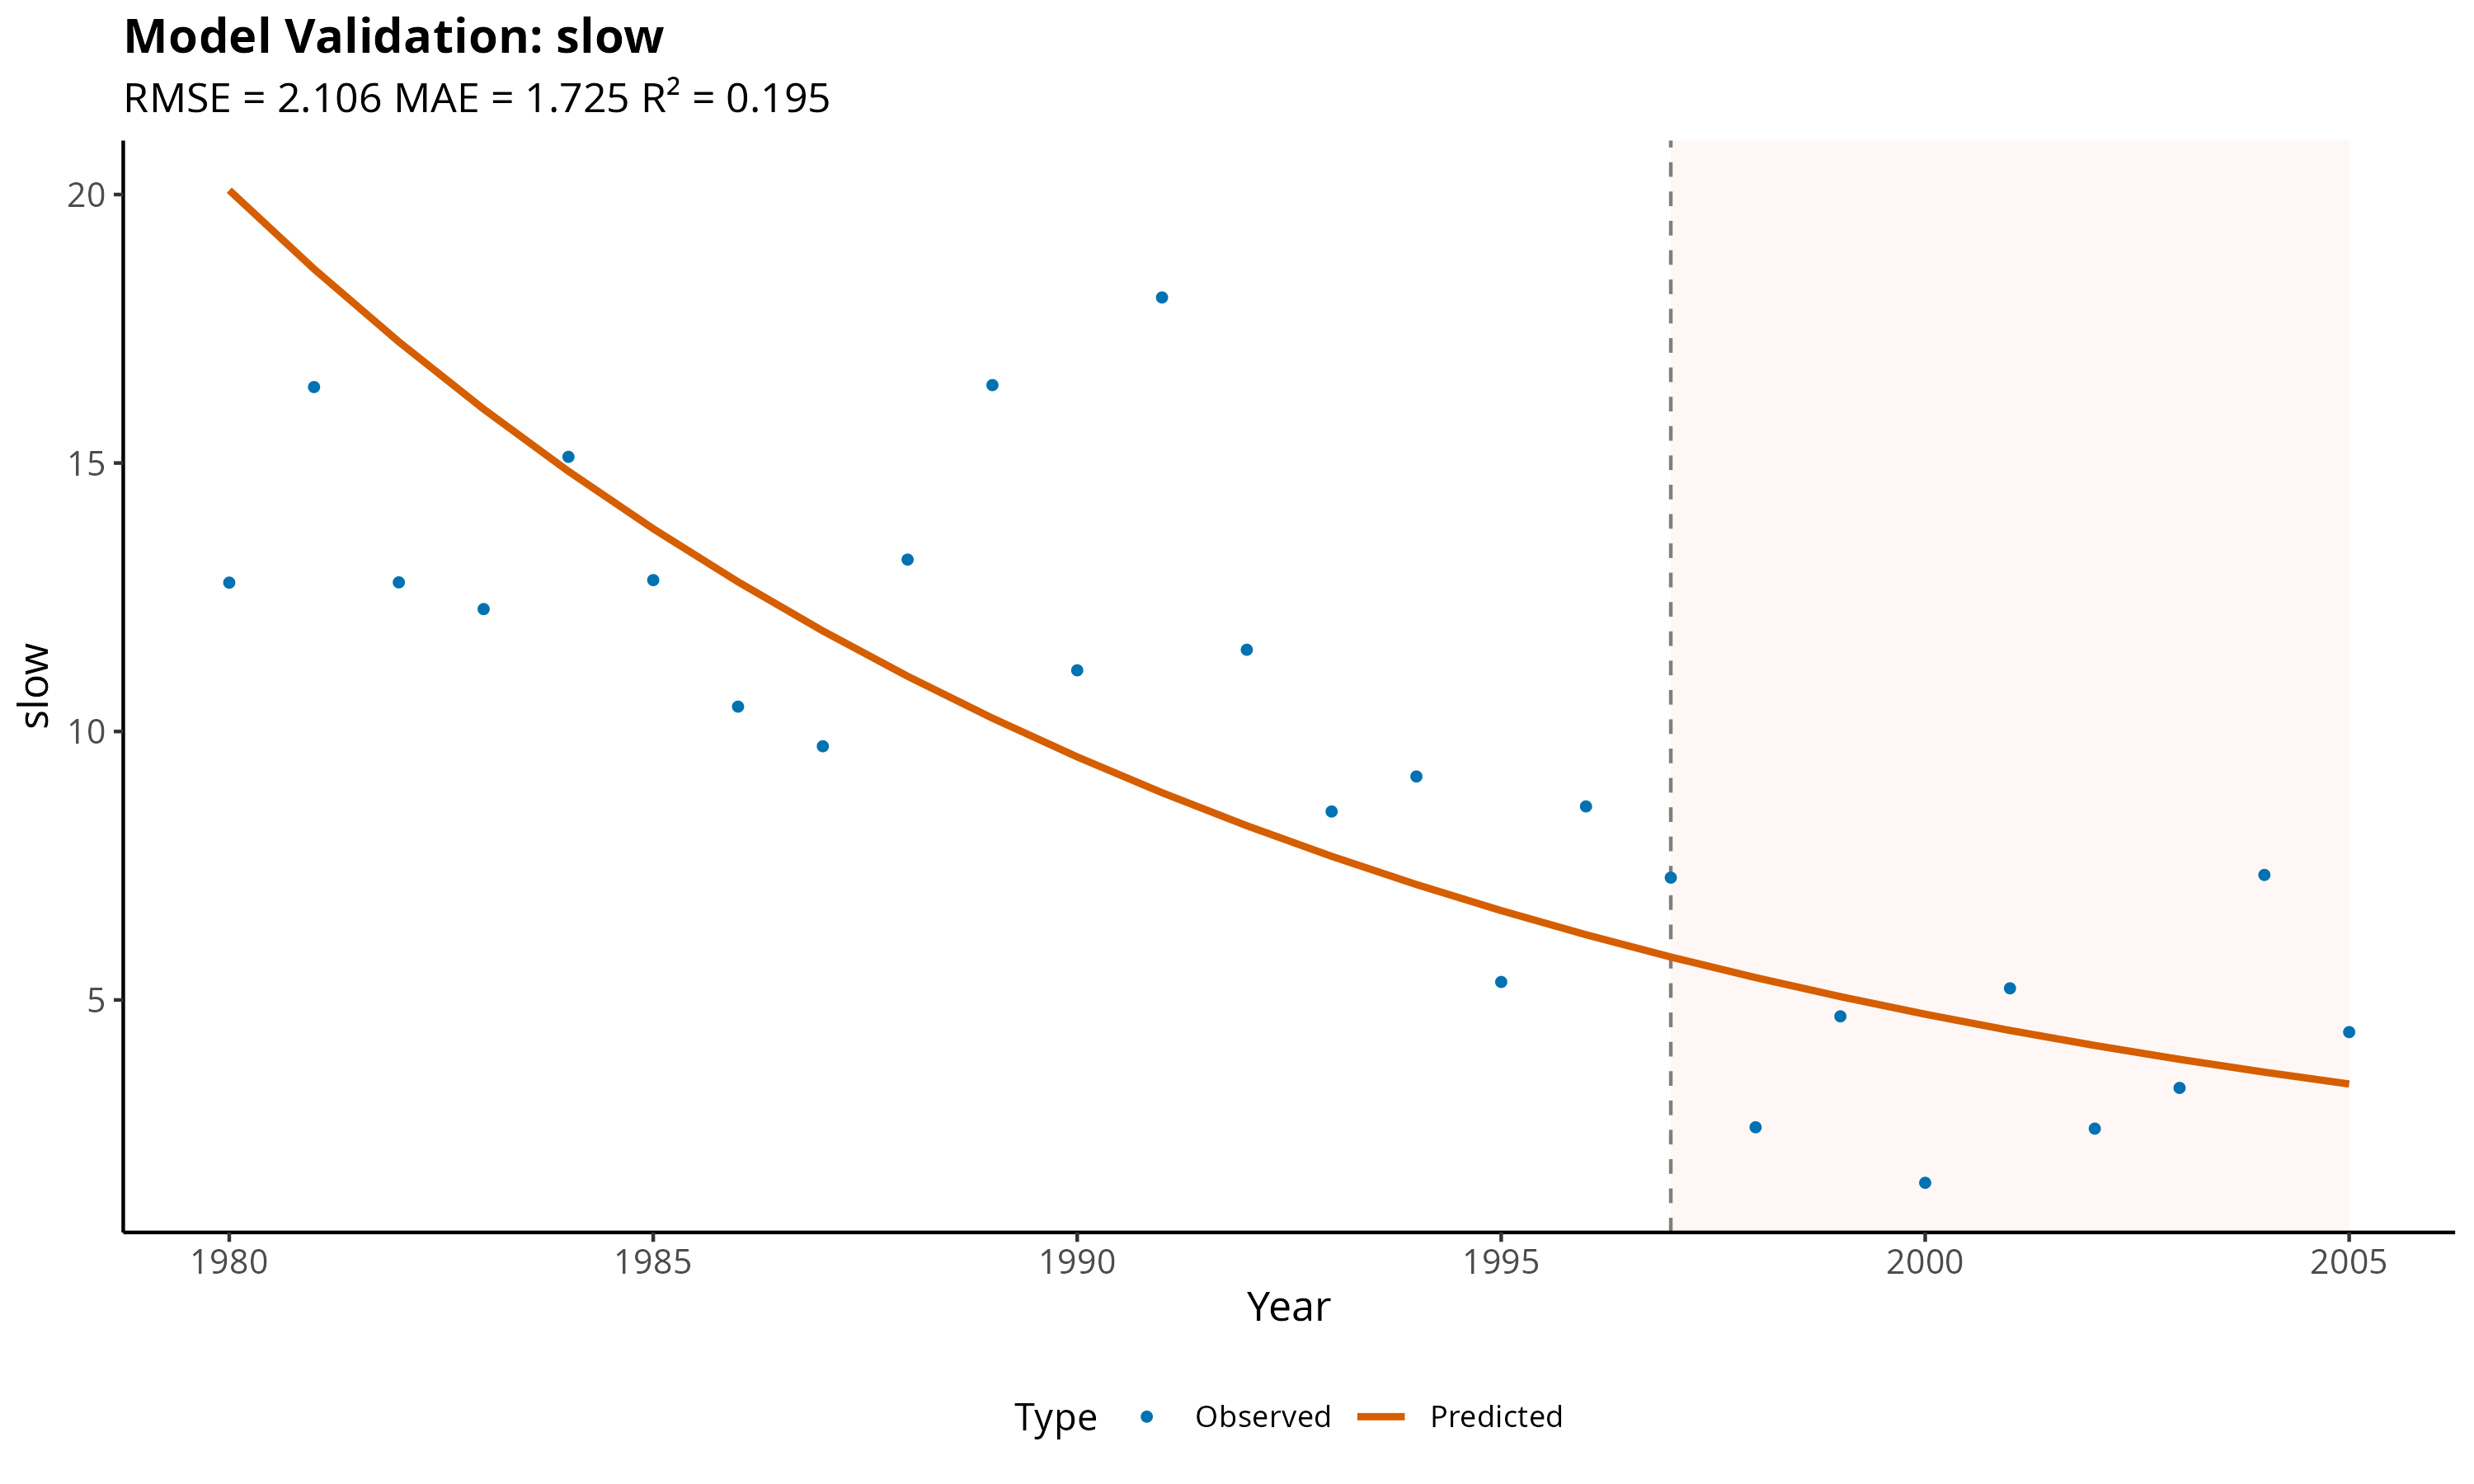 Model Validation: slow
RMSE = 2.106 MAE = 1.725 R² = 0.195
slow
20
15
10
5
1980 1985 1990 1995 2000 2005
Year
Type Observed Predicted